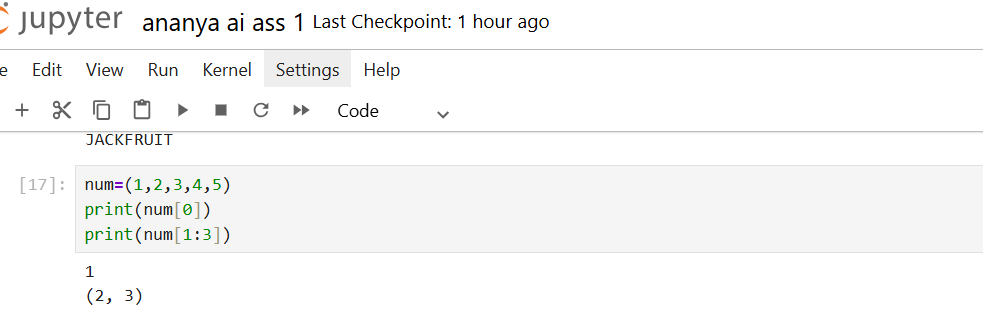 jupyter ananya ai ass 1 Last Checkpoint: 1 hour ago
e Edit View Run Kernel Settings Help
Code
JACKFRUIT
[17]: num=(1,2,3,4,5)
print(num[0])
print(num[1:3])
1
(2, 3)